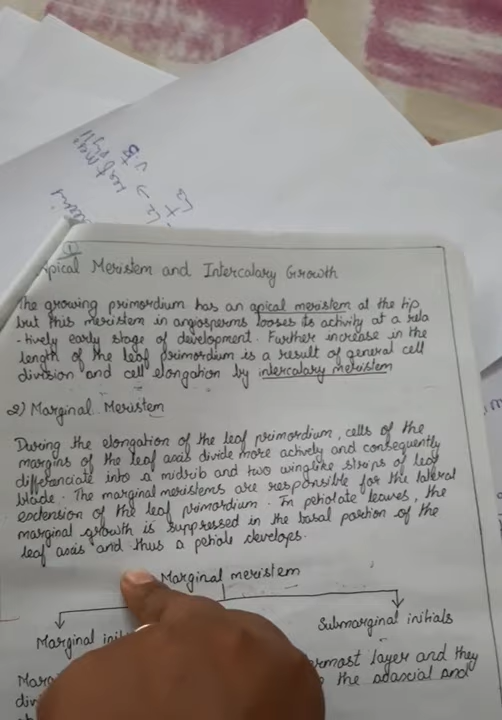 1
Apical Meristem and Intercalary Growth
The growing primordium has an apical meristem at the tip
but this meristem in angiosperms looses its activity at a rela
-tively early stage of development. Further increase in the
length of the leaf primordium is a result of general cell
division and cell elongation by intercalary meristem
2) Marginal Meristem
During the elongation of the leaf primordium, cells of the
margins of the leaf axis divide more actively and consequently
differenciate into a midrib and two winglike strips of leaf
blade. The marginal meristems are responsible for the lateral
extension of the leaf primordium. In petiolate leaves, the
marginal growth is suppressed in the basal portion of the
leaf axis and thus a petiole develops.
Marginal meristem
Marginal
Submarginal initials
layer and they
the adaxial and